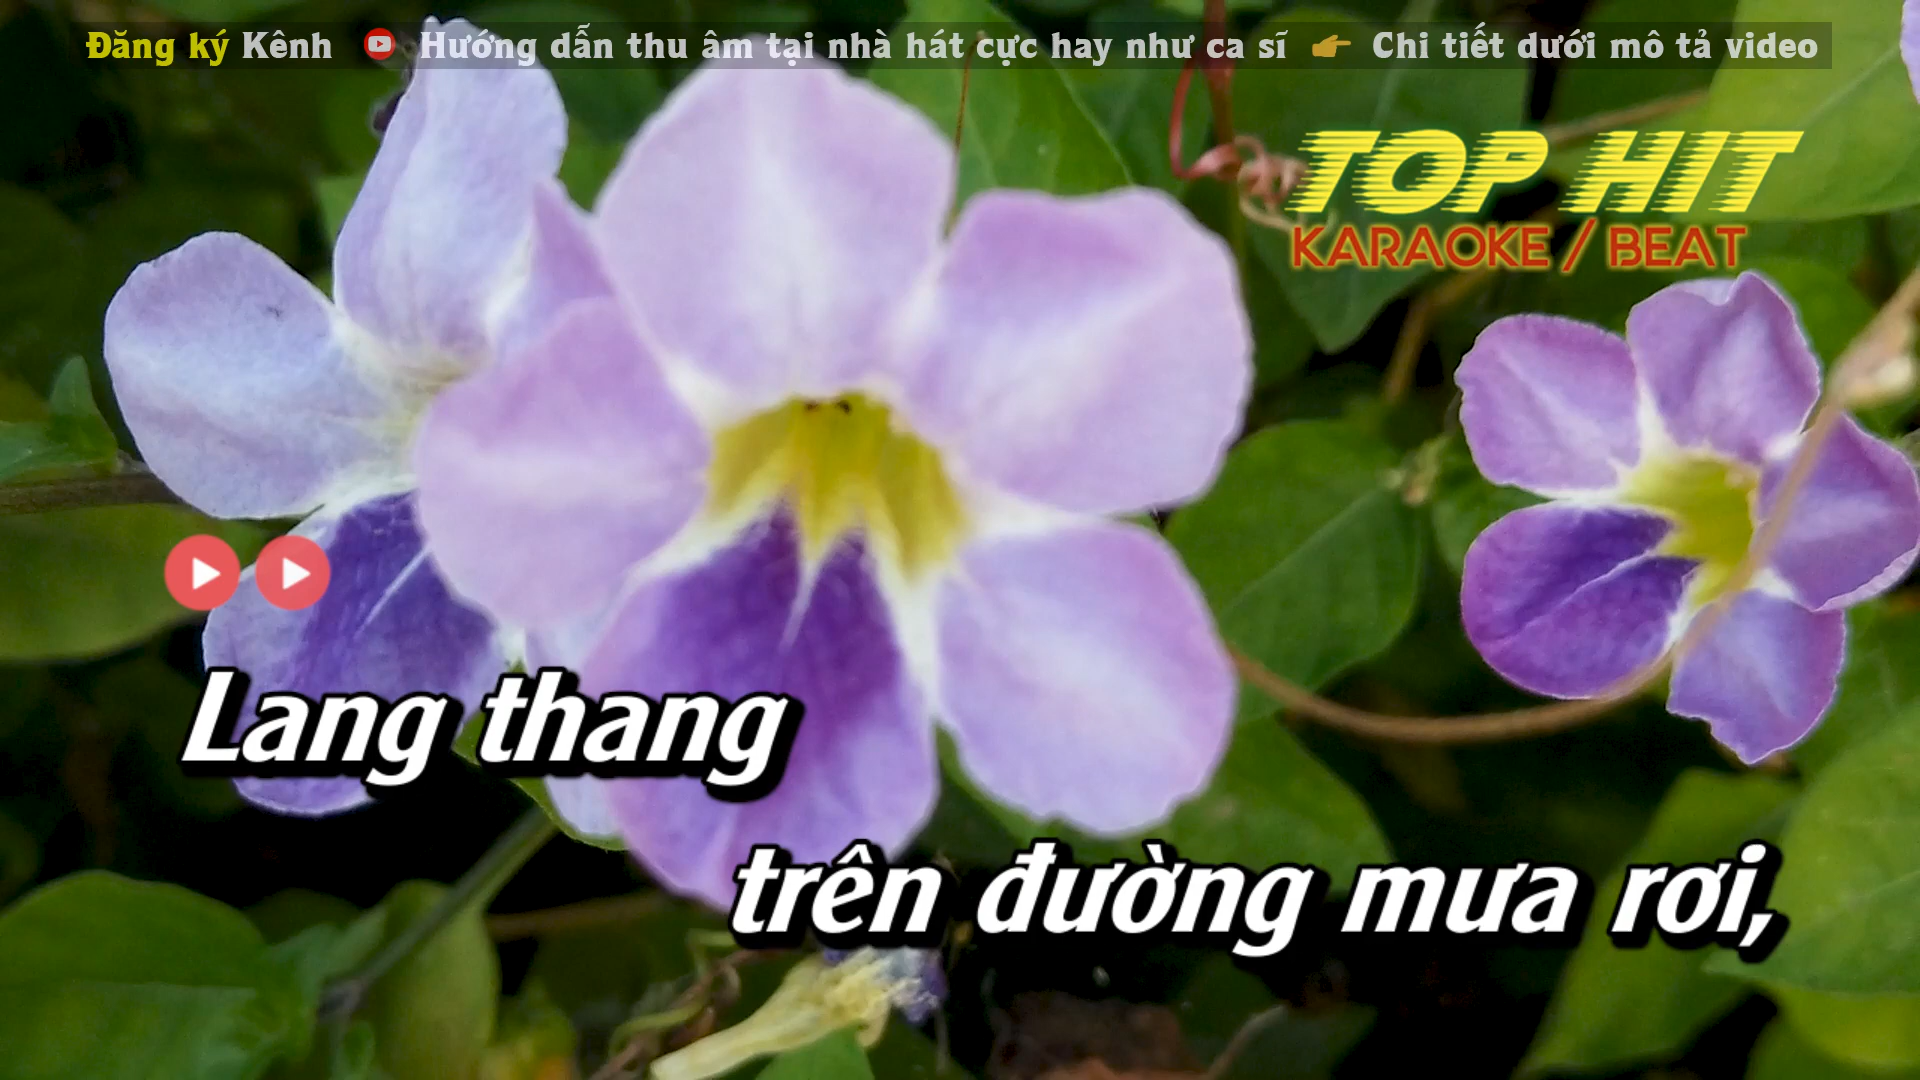 Đăng ký Kênh Hướng dẫn thu âm tại nhà hát cực hay như ca sĩ Chi tiết dưới mô tả video
TOP HIT
KARAOKE / BEAT
Lang thang
trên đường mưa rơi,